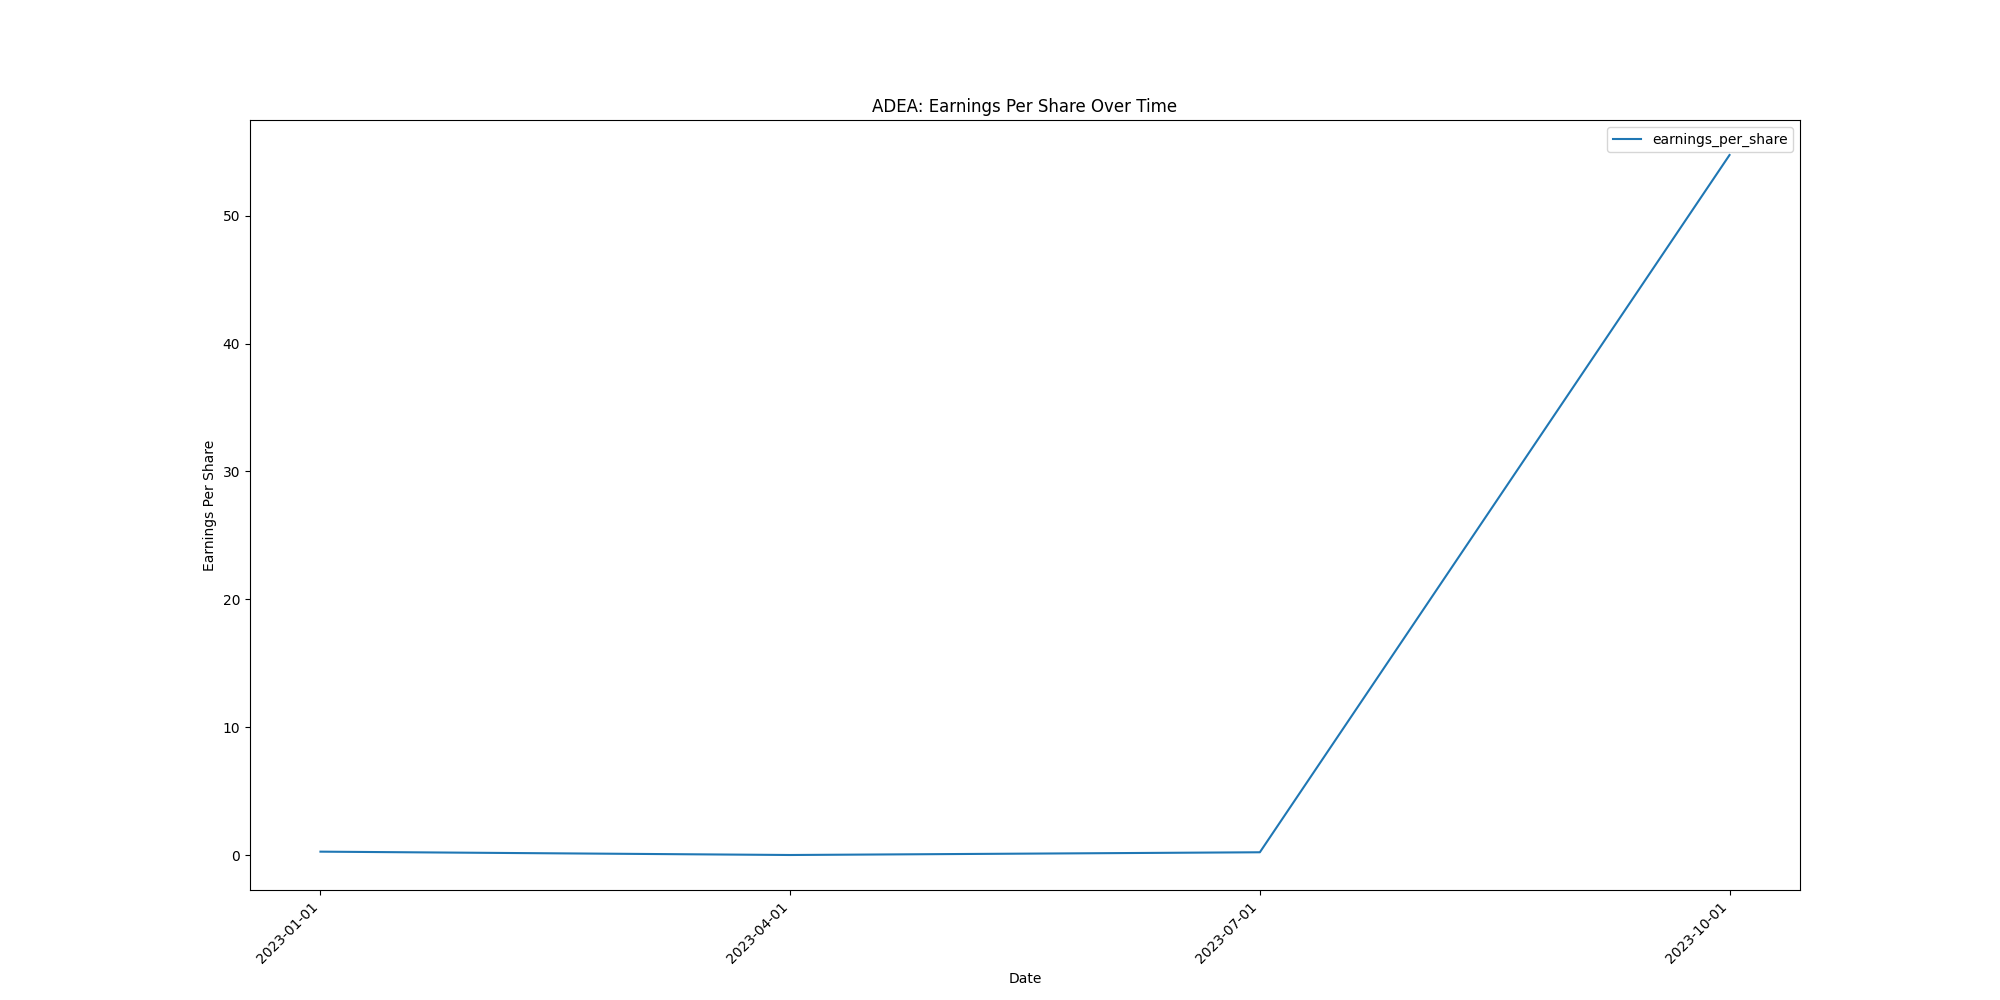 ADEA: Earnings Per Share Over Time
earnings_per_share
Earnings Per Share
50
40
30
20
10
0
2023-01-01
2023-04-01
2023-07-01
2023-10-01
Date